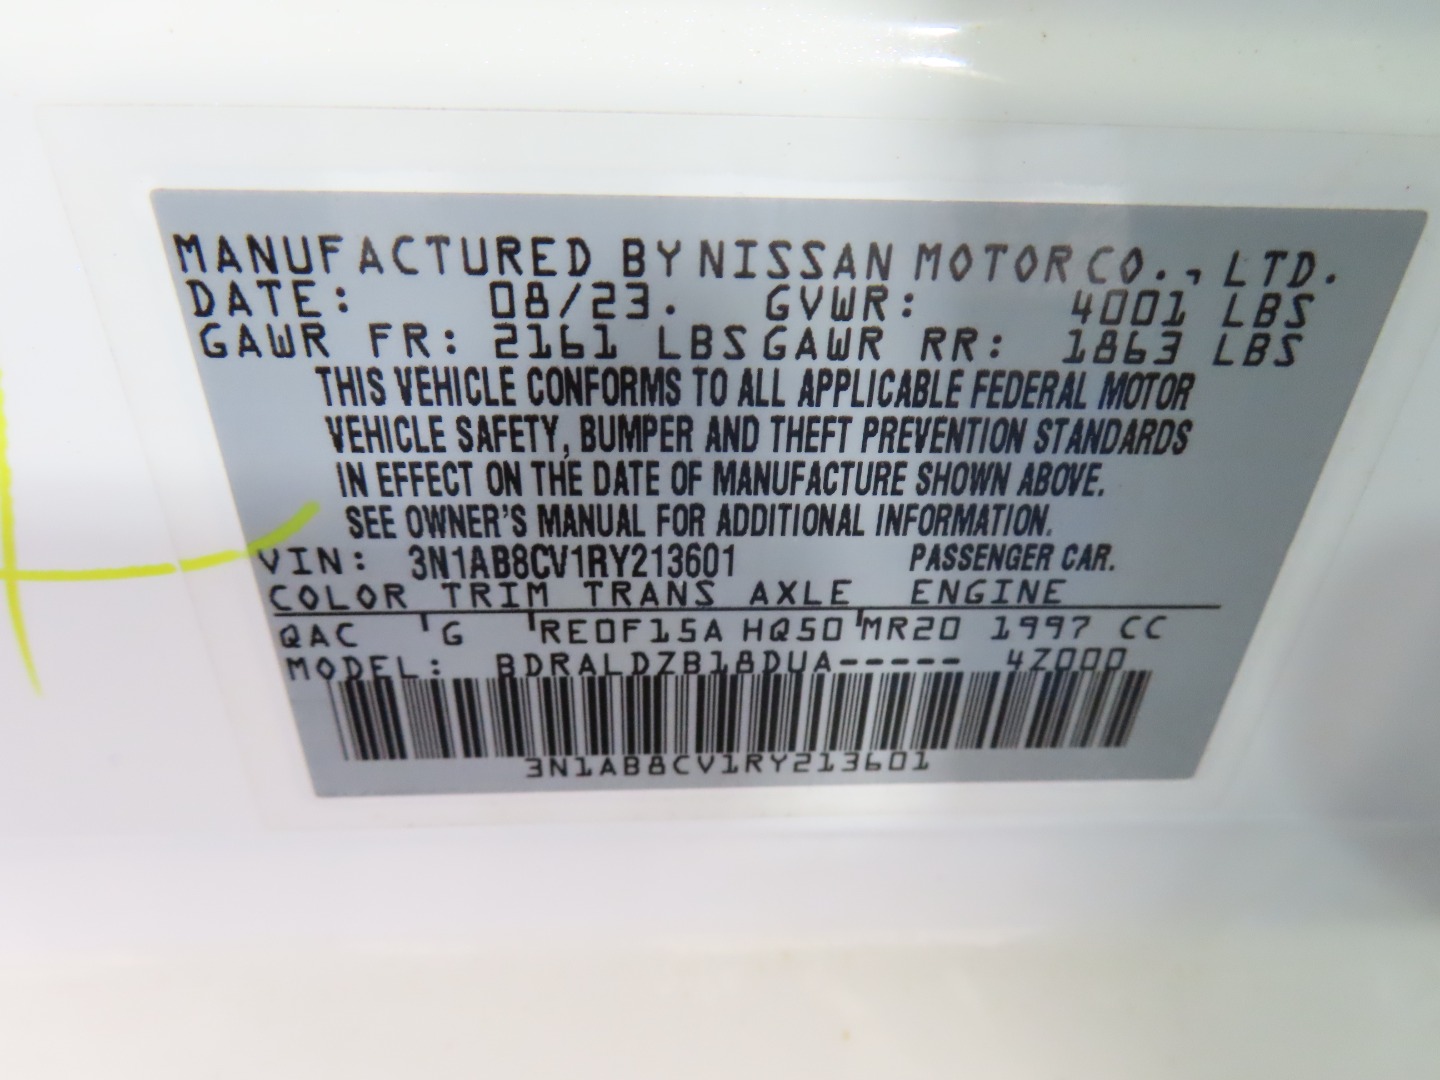 MANUFACTURED BY NISSAN MOTOR CO., LTD.
DATE: 08/23. GVWR: 4001 LBS
GAWR FR: 2161 LBS GAWR RR: 1863 LBS
THIS VEHICLE CONFORMS TO ALL APPLICABLE FEDERAL MOTOR
VEHICLE SAFETY, BUMPER AND THEFT PREVENTION STANDARDS
IN EFFECT ON THE DATE OF MANUFACTURE SHOWN ABOVE.
SEE OWNER'S MANUAL FOR ADDITIONAL INFORMATION.
VIN: 3N1AB8CV1RY213601 PASSENGER CAR.
COLOR TRIM TRANS AXLE ENGINE
QAC G RE0F15A HQ50 MR20 1997 CC
MODEL: BDRALDZB18DUA----- 4Z000
3N1AB8CV1RY213601